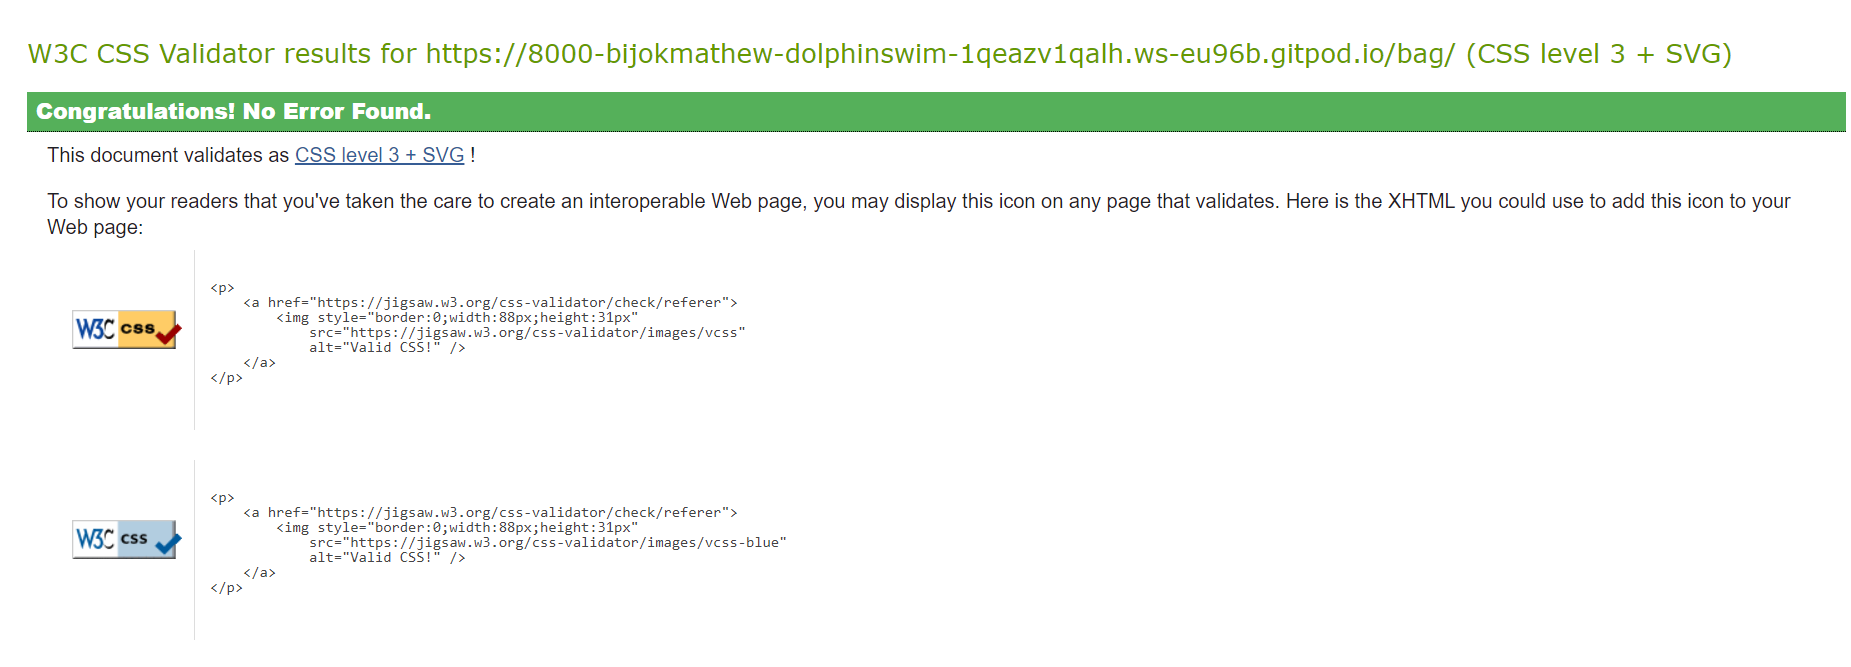 W3C CSS Validator results for https://8000-bijokmathew-dolphinswim-1qeazv1qalh.ws-eu96b.gitpod.io/bag/ (CSS level 3 + SVG)
Congratulations! No Error Found.
This document validates as CSS level 3 + SVG !
To show your readers that you've taken the care to create an interoperable Web page, you may display this icon on any page that validates. Here is the XHTML you could use to add this icon to your
Web page:
W3C css
<p>
    <a href="https://jigsaw.w3.org/css-validator/check/referer">
        <img style="border:0;width:88px;height:31px"
            src="https://jigsaw.w3.org/css-validator/images/vcss"
            alt="Valid CSS!" />
    </a>
</p>
W3C css
<p>
    <a href="https://jigsaw.w3.org/css-validator/check/referer">
        <img style="border:0;width:88px;height:31px"
            src="https://jigsaw.w3.org/css-validator/images/vcss-blue"
            alt="Valid CSS!" />
    </a>
</p>